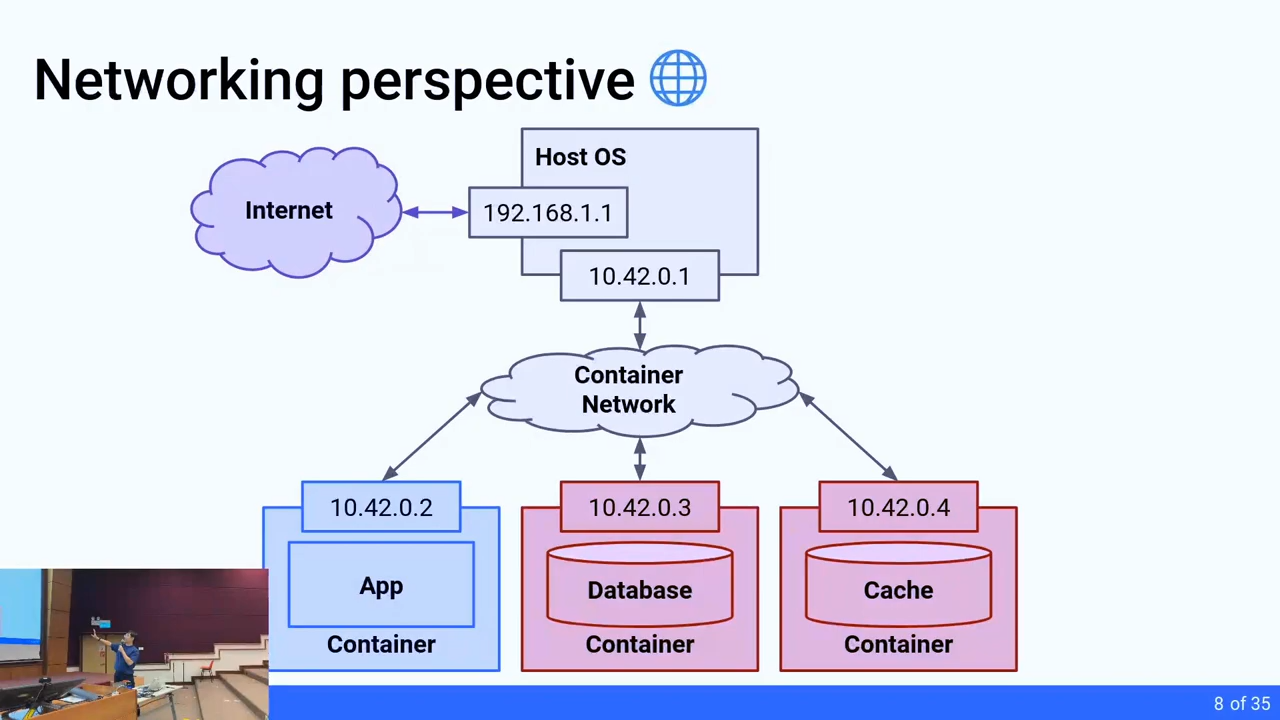 Networking perspective
Host OS
Internet
192.168.1.1
10.42.0.1
Container
Network
10.42.0.2
10.42.0.3
10.42.0.4
App
Database
Cache
Container
Container
Container
8 of 35